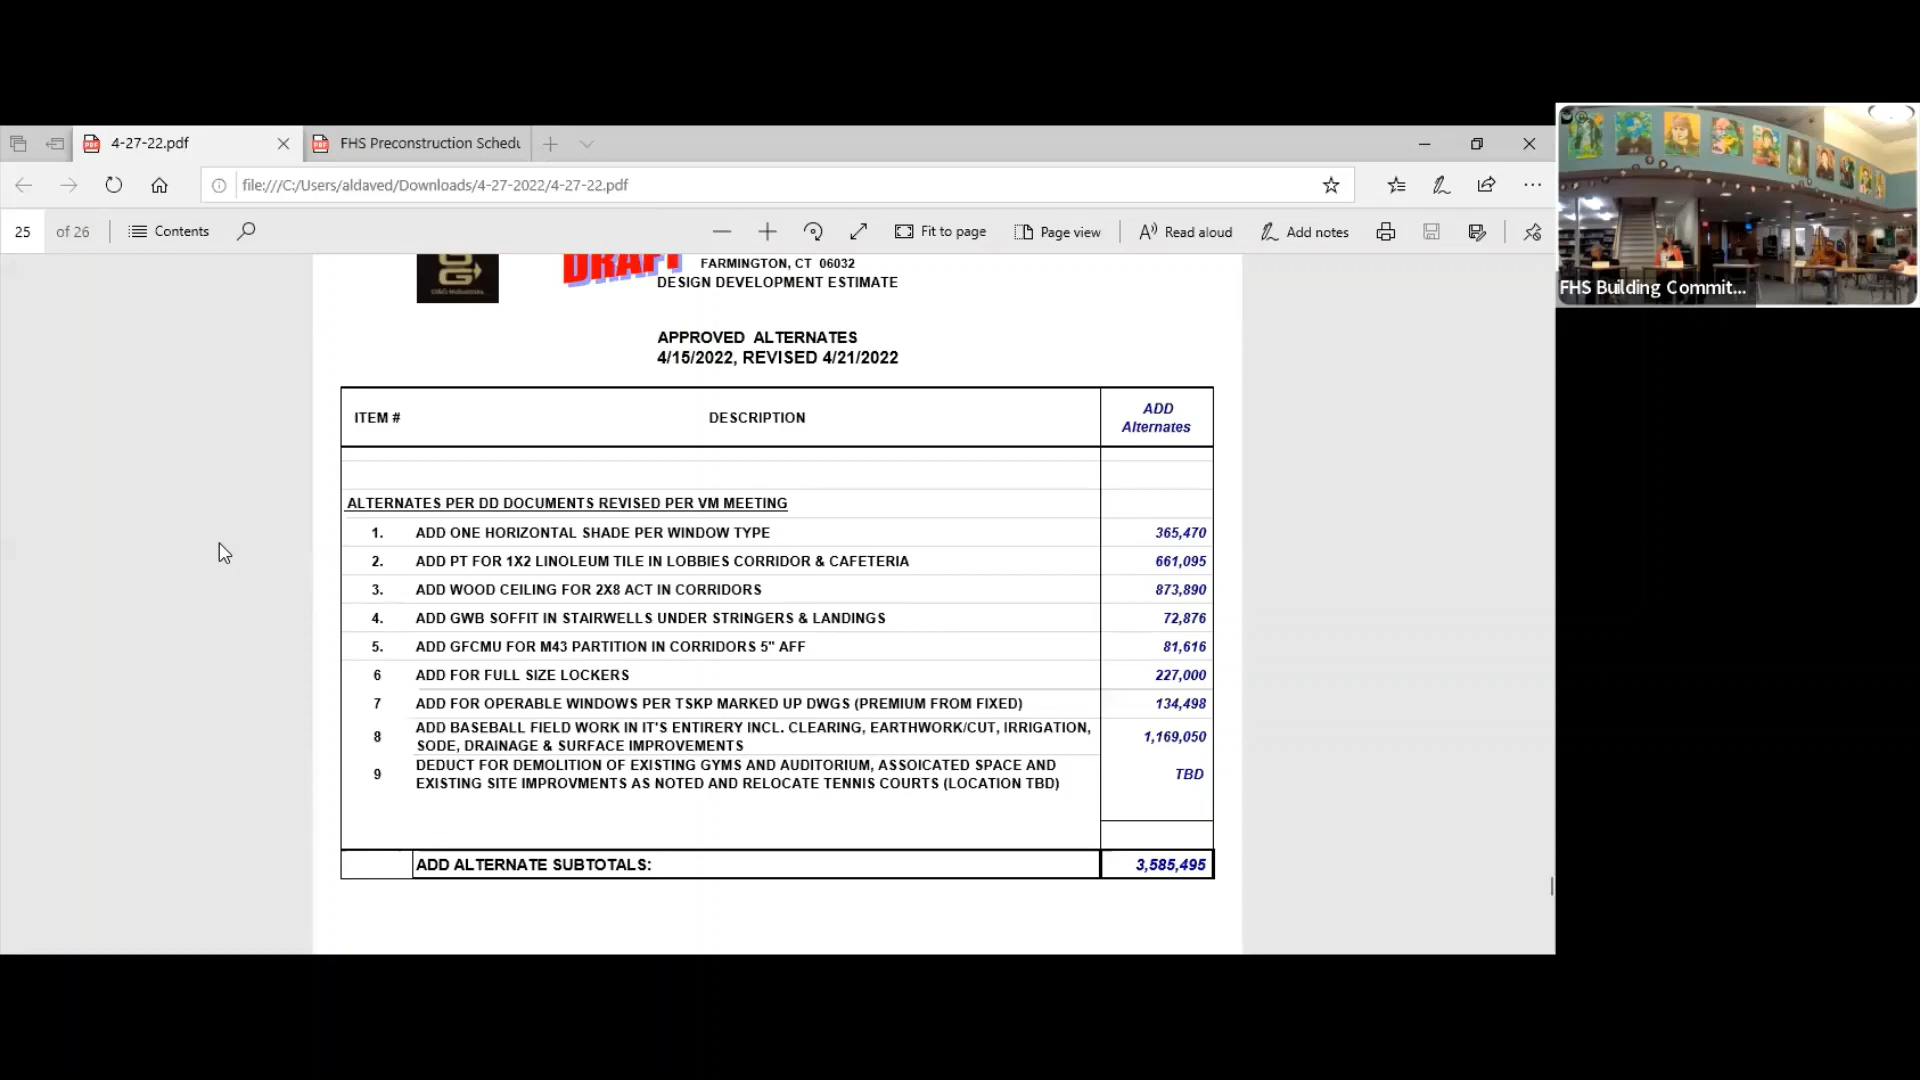 4-27-22.pdf
FHS Preconstruction Schedu
file:///C:/Users/aldaved/Downloads/4-27-2022/4-27-22.pdf
25 of 26
Contents
Fit to page
Page view
Read aloud
Add notes
FHS Building Commit...
DRAFT
FARMINGTON, CT 06032
DESIGN DEVELOPMENT ESTIMATE
APPROVED ALTERNATES
4/15/2022, REVISED 4/21/2022
ITEM # DESCRIPTION ADD Alternates
ALTERNATES PER DD DOCUMENTS REVISED PER VM MEETING
1. ADD ONE HORIZONTAL SHADE PER WINDOW TYPE 365,470
2. ADD PT FOR 1X2 LINOLEUM TILE IN LOBBIES CORRIDOR & CAFETERIA 661,095
3. ADD WOOD CEILING FOR 2X8 ACT IN CORRIDORS 873,890
4. ADD GWB SOFFIT IN STAIRWELLS UNDER STRINGERS & LANDINGS 72,876
5. ADD GFCMU FOR M43 PARTITION IN CORRIDORS 5" AFF 81,616
6 ADD FOR FULL SIZE LOCKERS 227,000
7 ADD FOR OPERABLE WINDOWS PER TSKP MARKED UP DWGS (PREMIUM FROM FIXED) 134,498
8 ADD BASEBALL FIELD WORK IN IT'S ENTIRERY INCL. CLEARING, EARTHWORK/CUT, IRRIGATION,
SODE, DRAINAGE & SURFACE IMPROVEMENTS 1,169,050
9 DEDUCT FOR DEMOLITION OF EXISTING GYMS AND AUDITORIUM, ASSOICATED SPACE AND
EXISTING SITE IMPROVMENTS AS NOTED AND RELOCATE TENNIS COURTS (LOCATION TBD) TBD
ADD ALTERNATE SUBTOTALS: 3,585,495